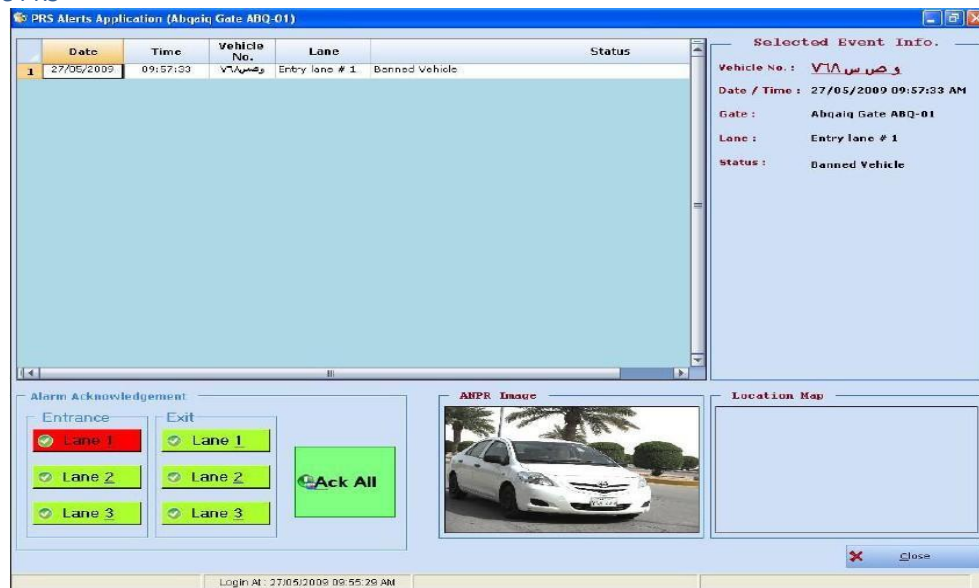 PRS Alerts Application (Abqaiq Gate ABQ-01)
Date Time Vehicle No. Lane Status
1 27/05/2009 09:57:33 وصس٧٦٨ Entry lane # 1 Banned Vehicle
Selected Event Info.
Vehicle No. : و ص س ٧٦٨
Date / Time : 27/05/2009 09:57:33 AM
Gate : Abqaiq Gate ABQ-01
Lane : Entry lane # 1
Status : Banned Vehicle
Alarm Acknowledgement
Entrance Exit
Lane 1 Lane 1
Lane 2 Lane 2
Lane 3 Lane 3
Ack All
ANPR Image
Location Map
Close
Login At : 27/05/2009 09:55:29 AM